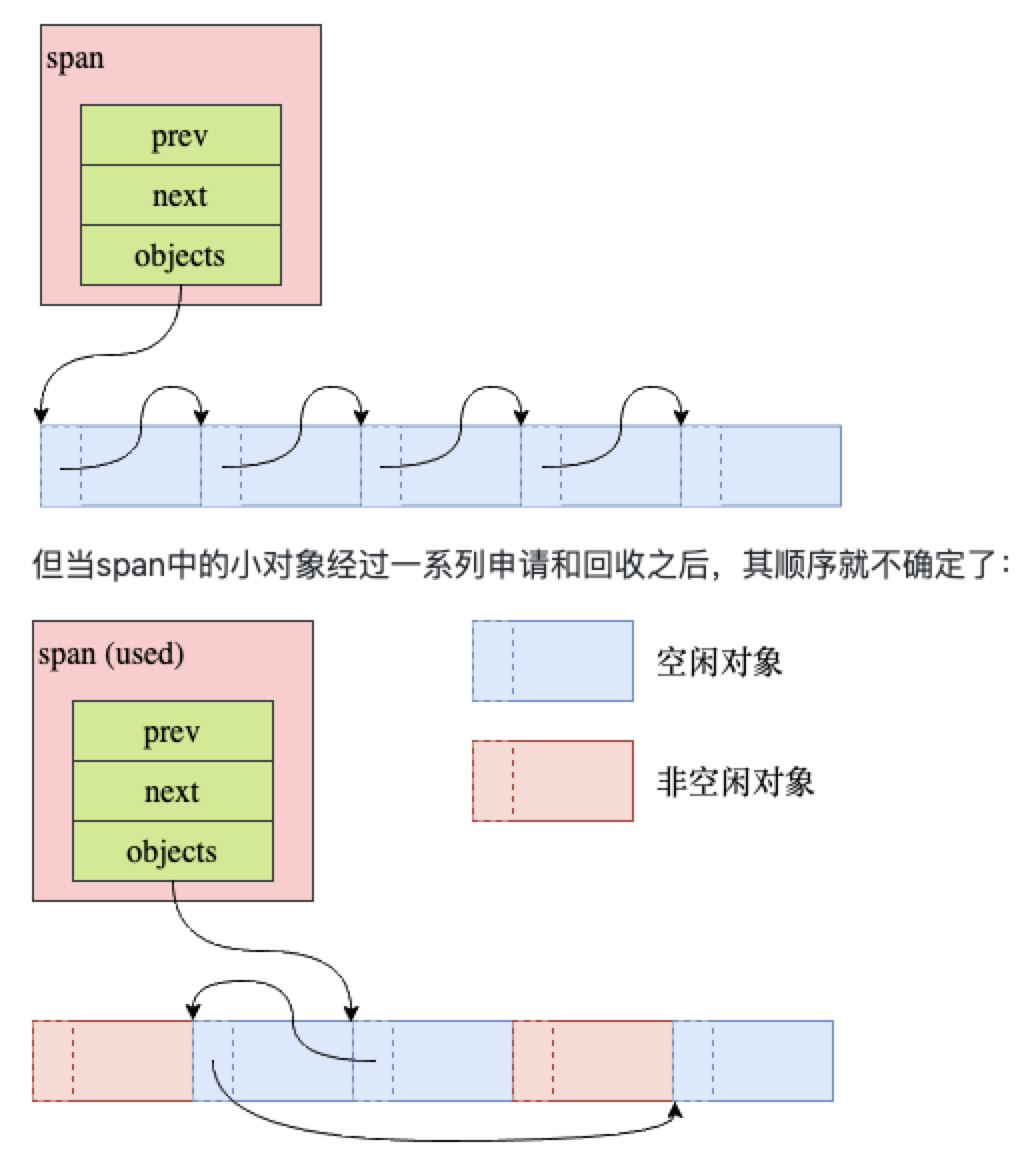 span
prev
next
objects
但当span中的小对象经过一系列申请和回收之后，其顺序就不确定了：
span (used)
prev
next
objects
空闲对象
非空闲对象